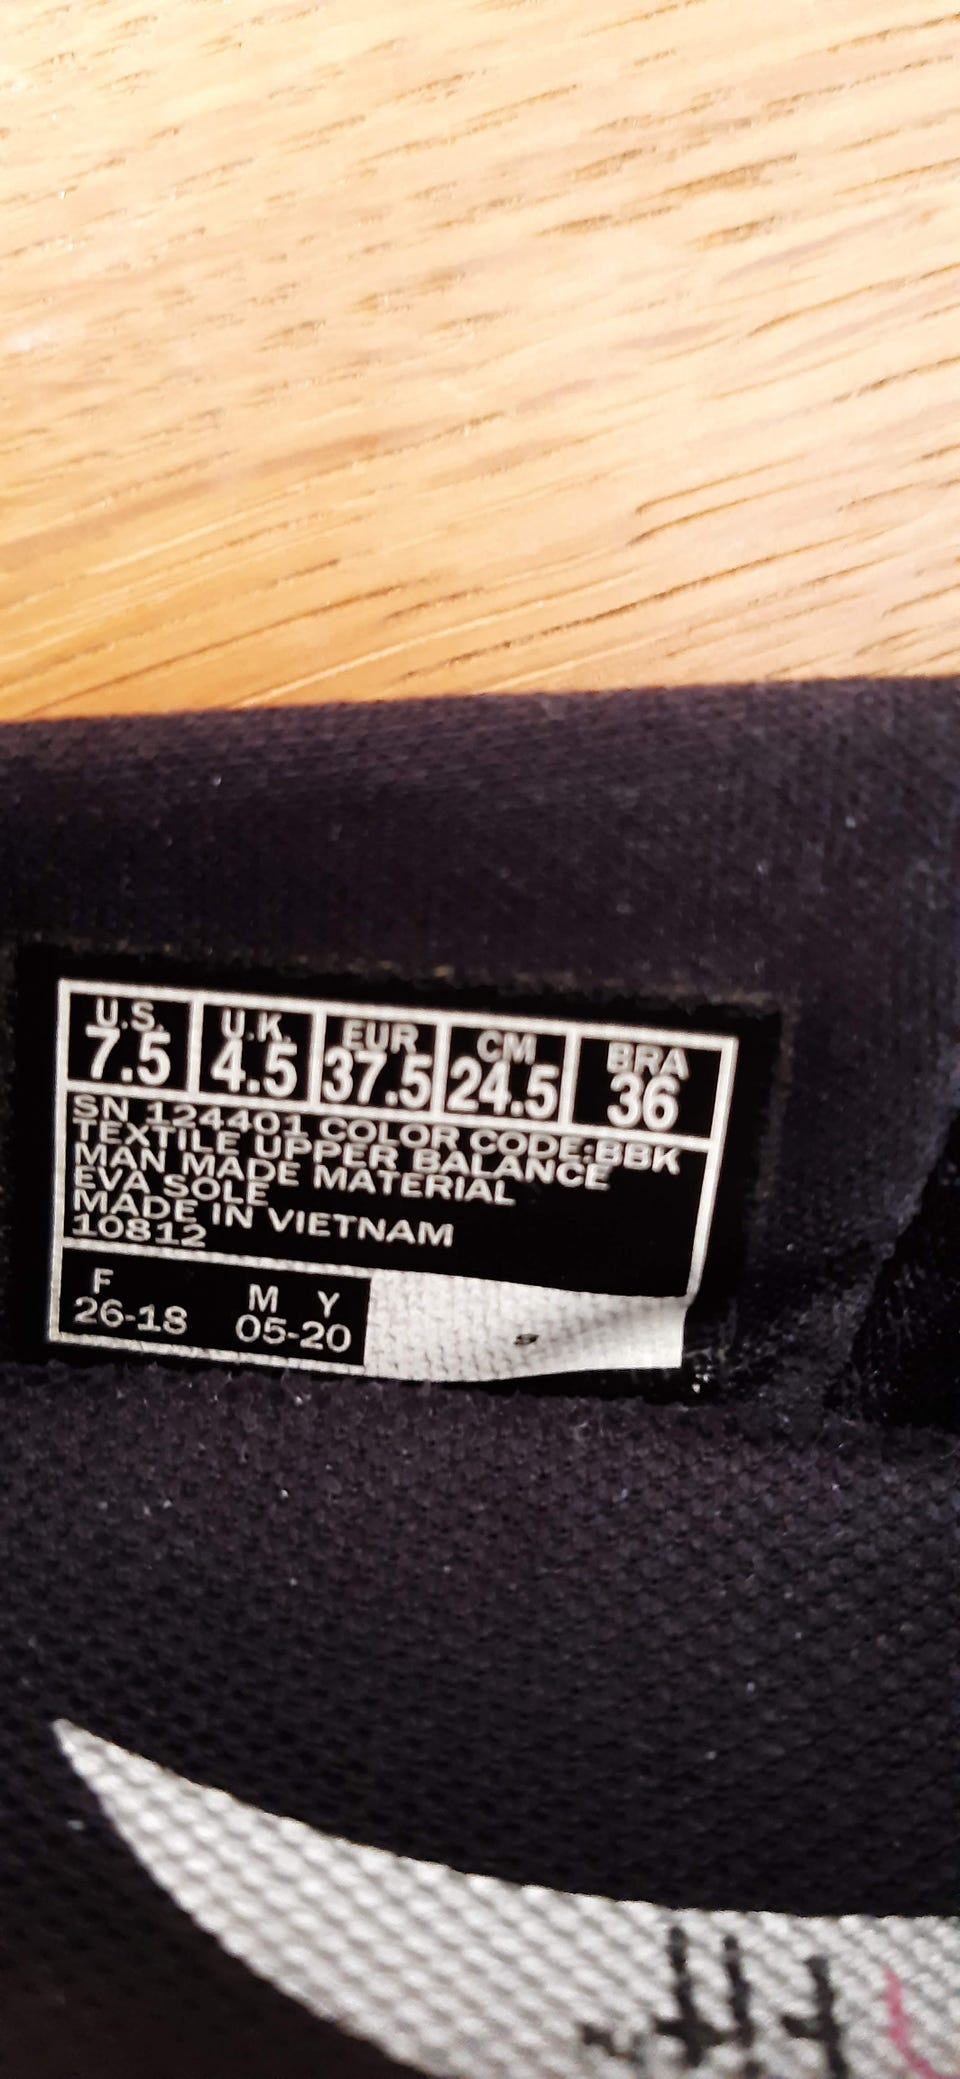 U.S. U.K. EUR CM BRA
7.5 4.5 37.5 24.5 36
SN 124401 COLOR CODE:BBK
TEXTILE UPPER BALANCE
MAN MADE MATERIAL
EVA SOLE
MADE IN VIETNAM
10812
F M Y
26-18 05-20